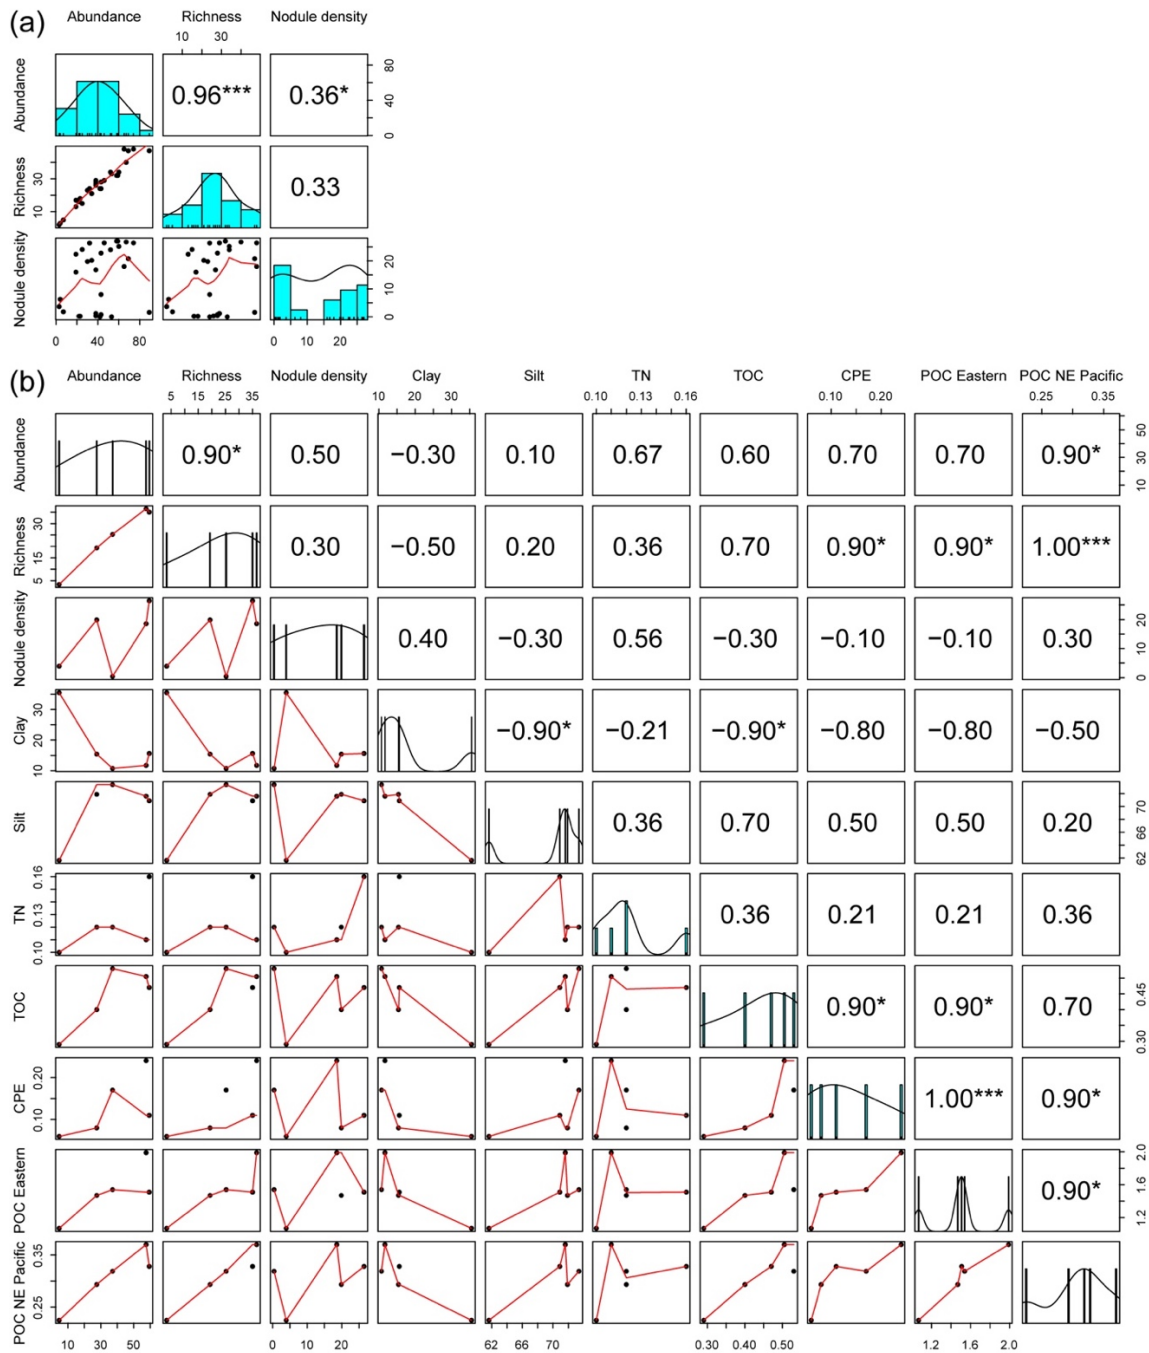 (a)
Abundance Richness Nodule density
10 30
Abundance 0.96*** 0.36* 0 40 80
Richness 10 30 0.33
Nodule density 0 10 20
0 40 80 0 10 20
(b)
Abundance Richness Nodule density Clay Silt TN TOC CPE POC Eastern POC NE Pacific
5 15 25 35 10 20 30 0.10 0.13 0.16 0.10 0.20 0.25 0.35
Abundance 0.90* 0.50 −0.30 0.10 0.67 0.60 0.70 0.70 0.90* 10 30 50
Richness 5 15 30 0.30 −0.50 0.20 0.36 0.70 0.90* 0.90* 1.00***
Nodule density 0.40 −0.30 0.56 −0.30 −0.10 −0.10 0.30 0 10 20
Clay 10 20 30 −0.90* −0.21 −0.90* −0.80 −0.80 −0.50
Silt 0.36 0.70 0.50 0.50 0.20 62 66 70
TN 0.10 0.13 0.16 0.36 0.21 0.21 0.36
TOC 0.90* 0.90* 0.70 0.30 0.45
CPE 0.10 0.20 1.00*** 0.90*
POC Eastern 0.90* 1.2 1.6 2.0
POC NE Pacific 0.25 0.35
10 30 50 0 10 20 62 66 70 0.30 0.40 0.50 1.2 1.6 2.0